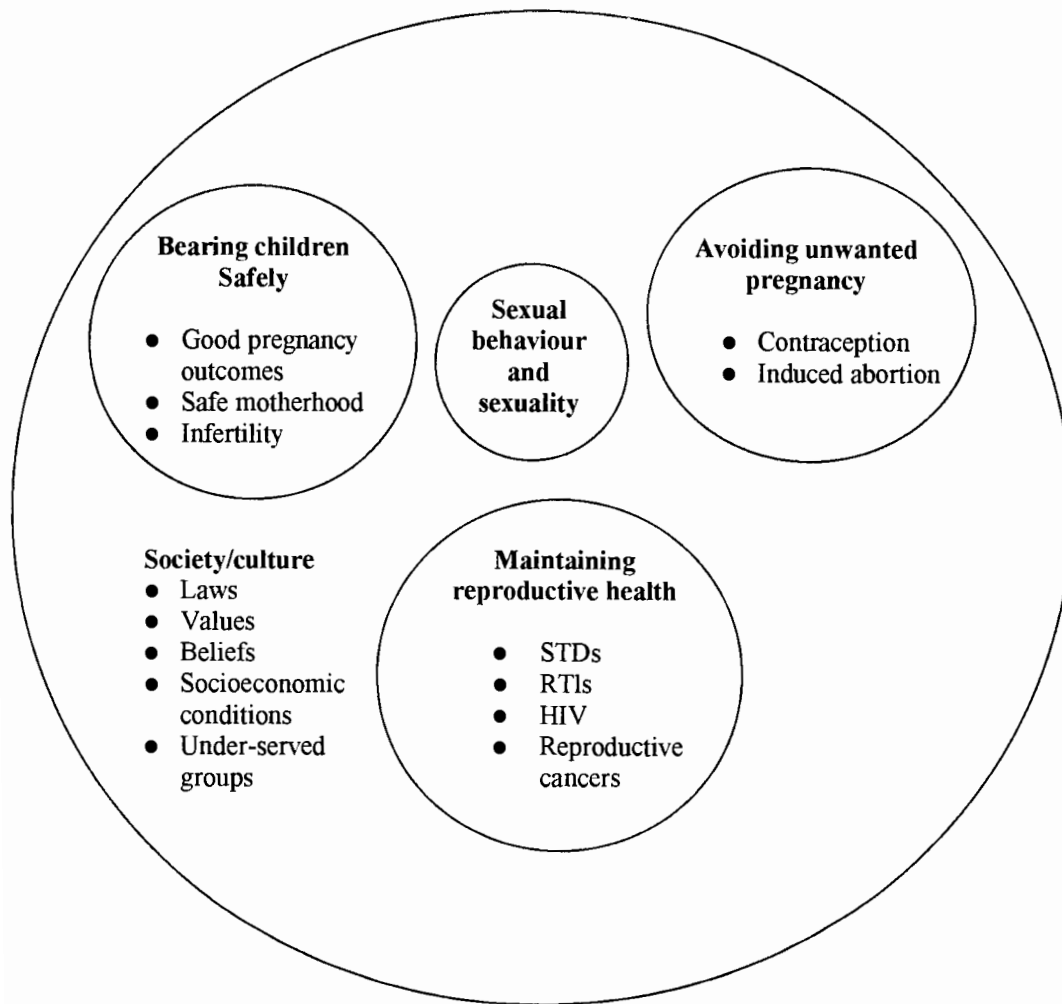 Bearing children
Safely
● Good pregnancy
outcomes
● Safe motherhood
● Infertility
Sexual
behaviour
and
sexuality
Avoiding unwanted
pregnancy
● Contraception
● Induced abortion
Society/culture
● Laws
● Values
● Beliefs
● Socioeconomic
conditions
● Under-served
groups
Maintaining
reproductive health
● STDs
● RTIs
● HIV
● Reproductive
cancers